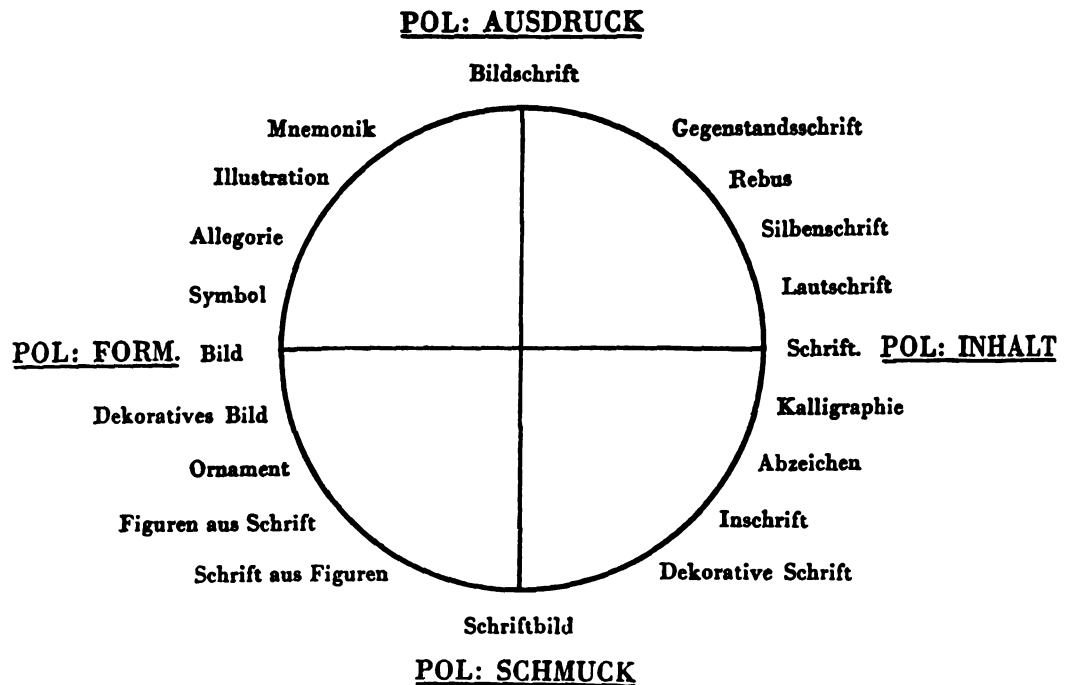 POL: AUSDRUCK
Bildschrift
Mnemonik
Gegenstandsschrift
Illustration
Rebus
Allegorie
Silbenschrift
Symbol
Lautschrift
POL: FORM. Bild
Schrift. POL: INHALT
Dekoratives Bild
Kalligraphie
Ornament
Abzeichen
Figuren aus Schrift
Inschrift
Schrift aus Figuren
Dekorative Schrift
Schriftbild
POL: SCHMUCK